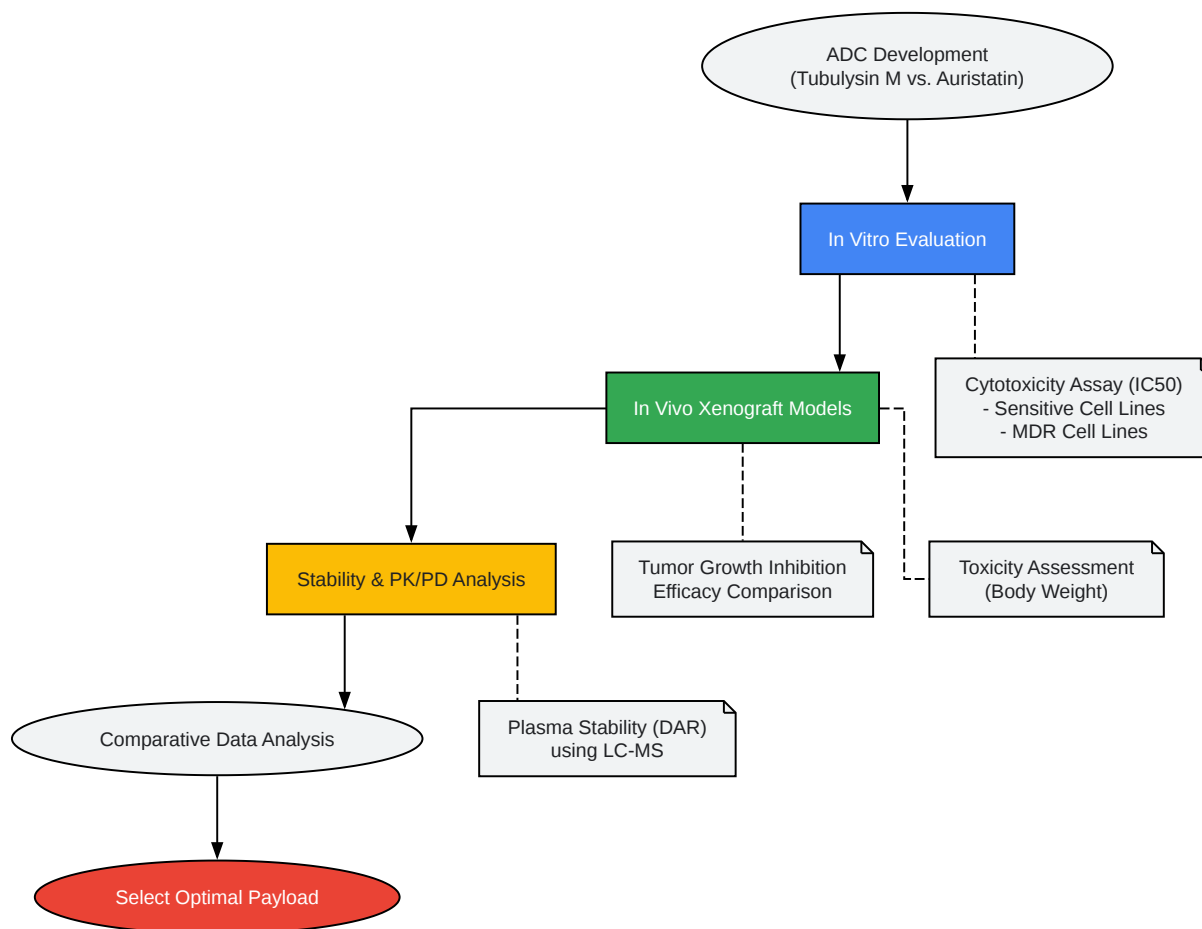 ADC Development
(Tubulysin M vs. Auristatin)
In Vitro Evaluation
Cytotoxicity Assay (IC50)
- Sensitive Cell Lines
- MDR Cell Lines
In Vivo Xenograft Models
Tumor Growth Inhibition
Efficacy Comparison
Toxicity Assessment
(Body Weight)
Stability & PK/PD Analysis
Plasma Stability (DAR)
using LC-MS
Comparative Data Analysis
Select Optimal Payload